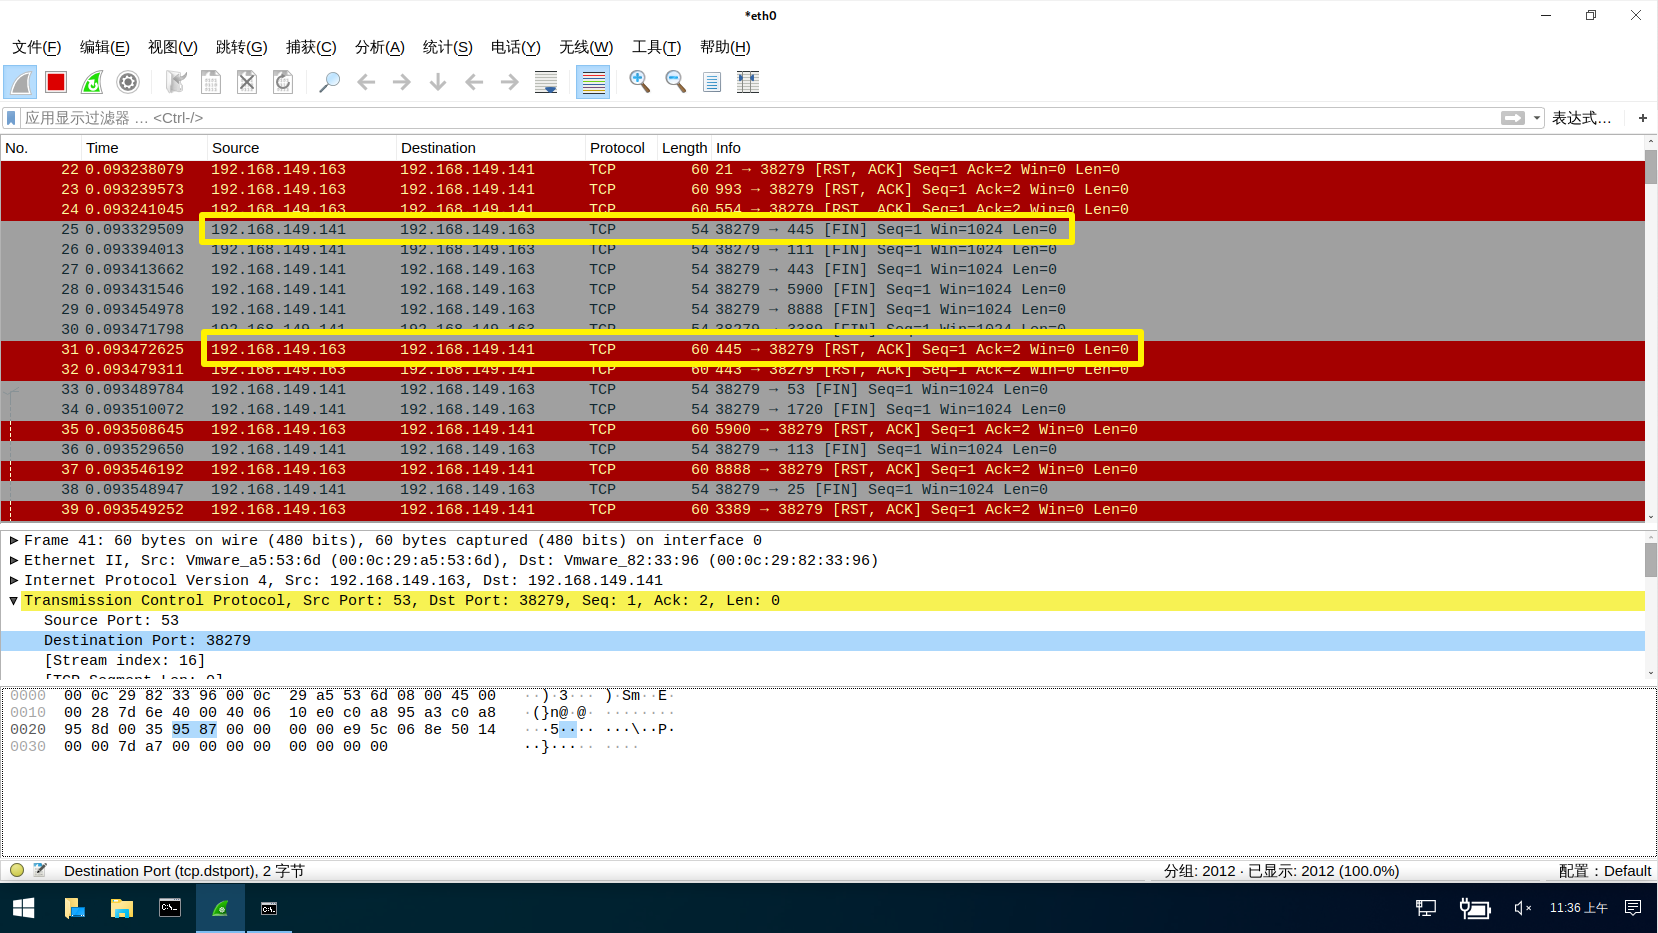 *eth0
文件(F) 编辑(E) 视图(V) 跳转(G) 捕获(C) 分析(A) 统计(S) 电话(Y) 无线(W) 工具(T) 帮助(H)
应用显示过滤器 … <Ctrl-/> 表达式… +
No. Time Source Destination Protocol Length Info
22 0.093238079 192.168.149.163 192.168.149.141 TCP 60 21 → 38279 [RST, ACK] Seq=1 Ack=2 Win=0 Len=0
23 0.093239573 192.168.149.163 192.168.149.141 TCP 60 993 → 38279 [RST, ACK] Seq=1 Ack=2 Win=0 Len=0
24 0.093241045 192.168.149.163 192.168.149.141 TCP 60 554 → 38279 [RST, ACK] Seq=1 Ack=2 Win=0 Len=0
25 0.093329509 192.168.149.141 192.168.149.163 TCP 54 38279 → 445 [FIN] Seq=1 Win=1024 Len=0
26 0.093394013 192.168.149.141 192.168.149.163 TCP 54 38279 → 111 [FIN] Seq=1 Win=1024 Len=0
27 0.093413662 192.168.149.141 192.168.149.163 TCP 54 38279 → 443 [FIN] Seq=1 Win=1024 Len=0
28 0.093431546 192.168.149.141 192.168.149.163 TCP 54 38279 → 5900 [FIN] Seq=1 Win=1024 Len=0
29 0.093454978 192.168.149.141 192.168.149.163 TCP 54 38279 → 8888 [FIN] Seq=1 Win=1024 Len=0
30 0.093471798 192.168.149.141 192.168.149.163 TCP 54 38279 → 3389 [FIN] Seq=1 Win=1024 Len=0
31 0.093472625 192.168.149.163 192.168.149.141 TCP 60 445 → 38279 [RST, ACK] Seq=1 Ack=2 Win=0 Len=0
32 0.093479311 192.168.149.163 192.168.149.141 TCP 60 443 → 38279 [RST, ACK] Seq=1 Ack=2 Win=0 Len=0
33 0.093489784 192.168.149.141 192.168.149.163 TCP 54 38279 → 53 [FIN] Seq=1 Win=1024 Len=0
34 0.093510072 192.168.149.141 192.168.149.163 TCP 54 38279 → 1720 [FIN] Seq=1 Win=1024 Len=0
35 0.093508645 192.168.149.163 192.168.149.141 TCP 60 5900 → 38279 [RST, ACK] Seq=1 Ack=2 Win=0 Len=0
36 0.093529650 192.168.149.141 192.168.149.163 TCP 54 38279 → 113 [FIN] Seq=1 Win=1024 Len=0
37 0.093546192 192.168.149.163 192.168.149.141 TCP 60 8888 → 38279 [RST, ACK] Seq=1 Ack=2 Win=0 Len=0
38 0.093548947 192.168.149.141 192.168.149.163 TCP 54 38279 → 25 [FIN] Seq=1 Win=1024 Len=0
39 0.093549252 192.168.149.163 192.168.149.141 TCP 60 3389 → 38279 [RST, ACK] Seq=1 Ack=2 Win=0 Len=0
Frame 41: 60 bytes on wire (480 bits), 60 bytes captured (480 bits) on interface 0
Ethernet II, Src: Vmware_a5:53:6d (00:0c:29:a5:53:6d), Dst: Vmware_82:33:96 (00:0c:29:82:33:96)
Internet Protocol Version 4, Src: 192.168.149.163, Dst: 192.168.149.141
Transmission Control Protocol, Src Port: 53, Dst Port: 38279, Seq: 1, Ack: 2, Len: 0
Source Port: 53
Destination Port: 38279
[Stream index: 16]
[TCP Segment Len: 0]
0000 00 0c 29 82 33 96 00 0c 29 a5 53 6d 08 00 45 00 ··)·3··· )·Sm··E·
0010 00 28 7d 6e 40 00 40 06 10 e0 c0 a8 95 a3 c0 a8 ·(}n@·@· ········
0020 95 8d 00 35 95 87 00 00 00 00 e9 5c 06 8e 50 14 ···5···· ···\··P·
0030 00 00 7d a7 00 00 00 00 00 00 00 00 ··}····· ····
Destination Port (tcp.dstport), 2 字节 分组: 2012 · 已显示: 2012 (100.0%) 配置：Default
11:36 上午